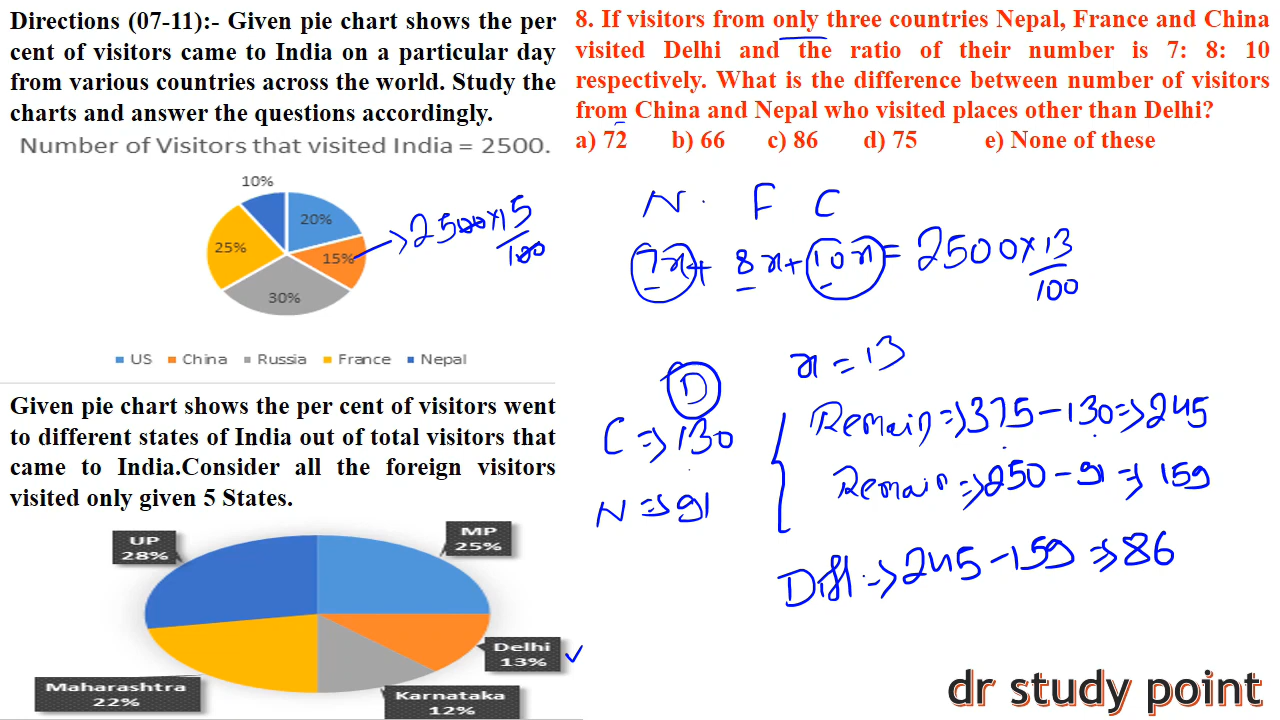 Directions (07-11):- Given pie chart shows the per
cent of visitors came to India on a particular day
from various countries across the world. Study the
charts and answer the questions accordingly.
Number of Visitors that visited India = 2500.
10%
20%
25%
15%
30%
2500×15
100
US China Russia France Nepal
Given pie chart shows the per cent of visitors went
to different states of India out of total visitors that
came to India.Consider all the foreign visitors
visited only given 5 States.
UP
28%
MP
25%
Delhi
13%
Maharashtra
22%
Karnataka
12%
8. If visitors from only three countries Nepal, France and China
visited Delhi and the ratio of their number is 7: 8: 10
respectively. What is the difference between number of visitors
from China and Nepal who visited places other than Delhi?
a) 72 b) 66 c) 86 d) 75 e) None of these
N. F C
7x+ 8x+ 10x = 2500×13
100
x = 13
D
C => 130
N => 91
Remain => 375-130 => 245
Remain => 250-91 => 159
Diff => 245-159 => 86
dr study point